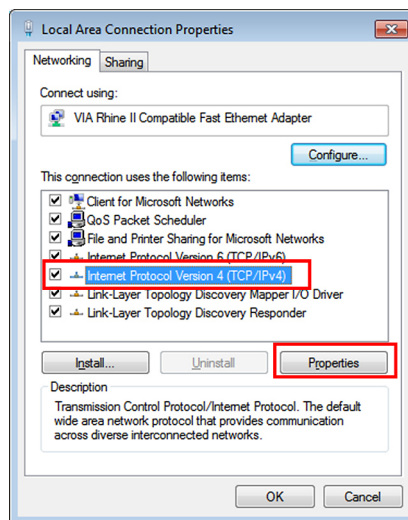 Local Area Connection Properties
Networking
Sharing
Connect using:
VIA Rhine II Compatible Fast Ethernet Adapter
Configure...
This connection uses the following items:
Client for Microsoft Networks
QoS Packet Scheduler
File and Printer Sharing for Microsoft Networks
Internet Protocol Version 6 (TCP/IPv6)
Internet Protocol Version 4 (TCP/IPv4)
Link-Layer Topology Discovery Mapper I/O Driver
Link-Layer Topology Discovery Responder
Install...
Uninstall
Properties
Description
Transmission Control Protocol/Internet Protocol. The default
wide area network protocol that provides communication
across diverse interconnected networks.
OK
Cancel